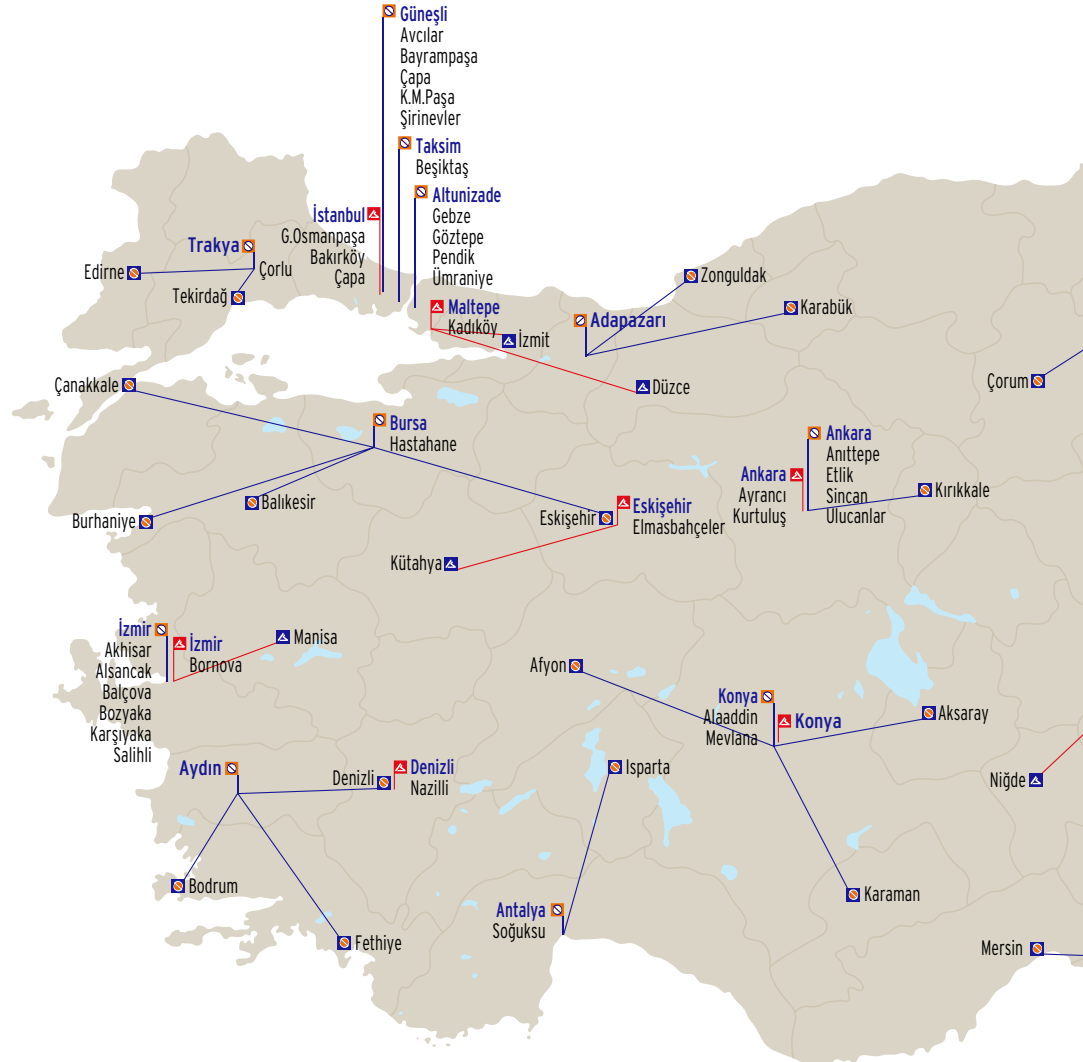 Güneşli
Avcılar
Bayrampaşa
Çapa
K.M.Paşa
Şirinevler
Taksim
Beşiktaş
Altunizade
Gebze
Göztepe
Pendik
Ümraniye
İstanbul
G.Osmanpaşa
Bakırköy
Çapa
Trakya
Çorlu
Edirne
Tekirdağ
Maltepe
Kadıköy
İzmit
Düzce
Adapazarı
Zonguldak
Karabük
Çorum
Çanakkale
Bursa
Hastahane
Balıkesir
Burhaniye
Eskişehir
Eskişehir
Elmasbahçeler
Kütahya
Ankara
Ayrancı
Kurtuluş
Ankara
Anıttepe
Etlik
Sincan
Ulucanlar
Kırıkkale
İzmir
Akhisar
Alsancak
Balçova
Bozyaka
Karşıyaka
Salihli
İzmir
Bornova
Manisa
Afyon
Konya
Alaaddin
Mevlana
Konya
Aksaray
Niğde
Aydın
Denizli
Denizli
Nazilli
Isparta
Bodrum
Fethiye
Antalya
Soğuksu
Karaman
Mersin